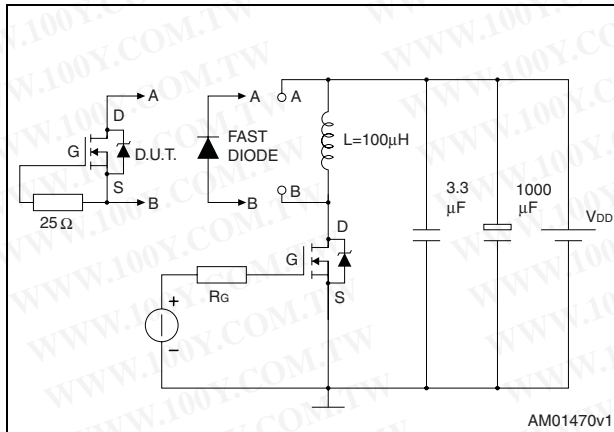 A
D
G
D.U.T.
S
B
25 Ω
A
FAST
DIODE
B
A
B
L=100μH
3.3
μF
1000
μF
VDD
D
G
S
RG
+
−
AM01470v1
WWW.100Y.COM.TW